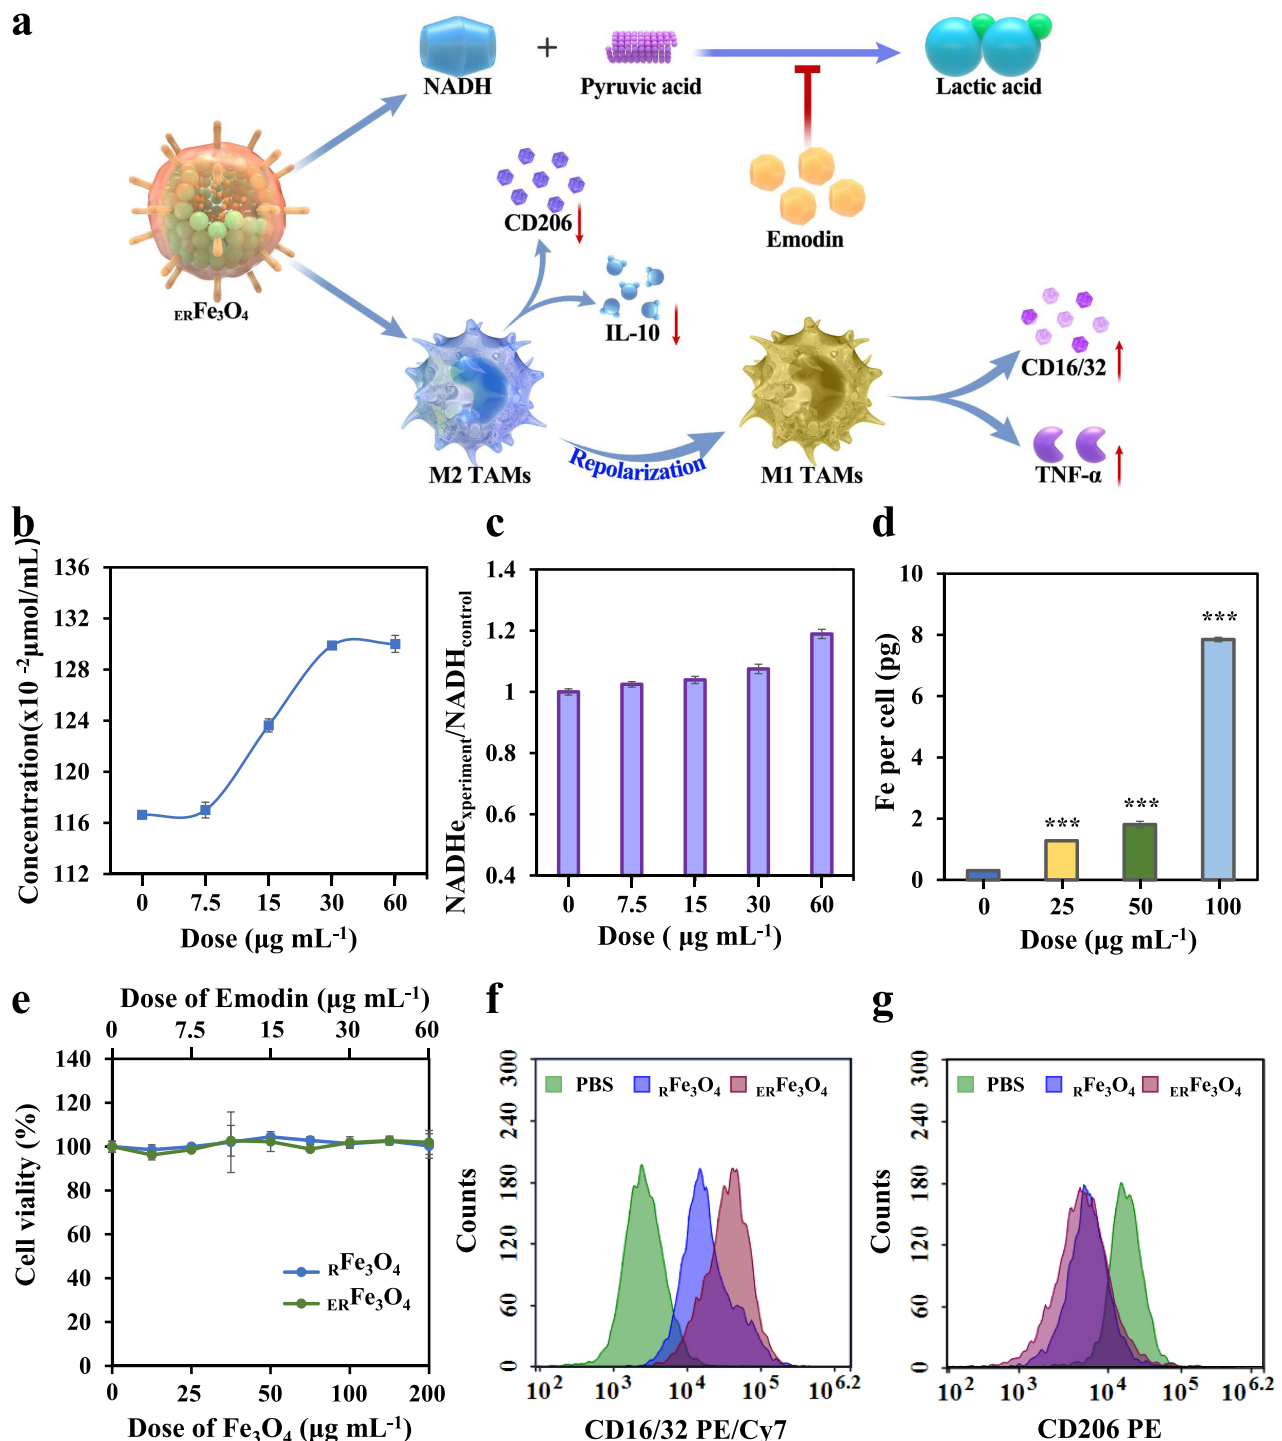 a
NADH
+
Pyruvic acid
Lactic acid
CD206
Emodin
ERFe3O4
IL-10
CD16/32
M2 TAMs
Repolarization
M1 TAMs
TNF-α
b
Concentration(x10 -2μmol/mL)
136
132
128
124
120
116
112
0 7.5 15 30 60
Dose (μg mL-1)
c
NADHexperiment/NADHcontrol
1.4
1.2
1
0.8
0.6
0.4
0 7.5 15 30 60
Dose ( μg mL-1)
d
Fe per cell (pg)
10
8
6
4
2
0
***
***
***
0 25 50 100
Dose (μg mL-1)
e
Dose of Emodin (μg mL-1)
0 7.5 15 30 60
Cell viability (%)
140
120
100
80
60
40
20
0
RFe3O4
ERFe3O4
0 25 50 100 200
Dose of Fe3O4 (μg mL-1)
f
Counts
300
240
180
120
60
0
PBS RFe3O4 ERFe3O4
102 103 104 105 106.2
CD16/32 PE/Cy7
g
Counts
300
240
180
120
60
0
PBS RFe3O4 ERFe3O4
102 103 104 105 106.2
CD206 PE